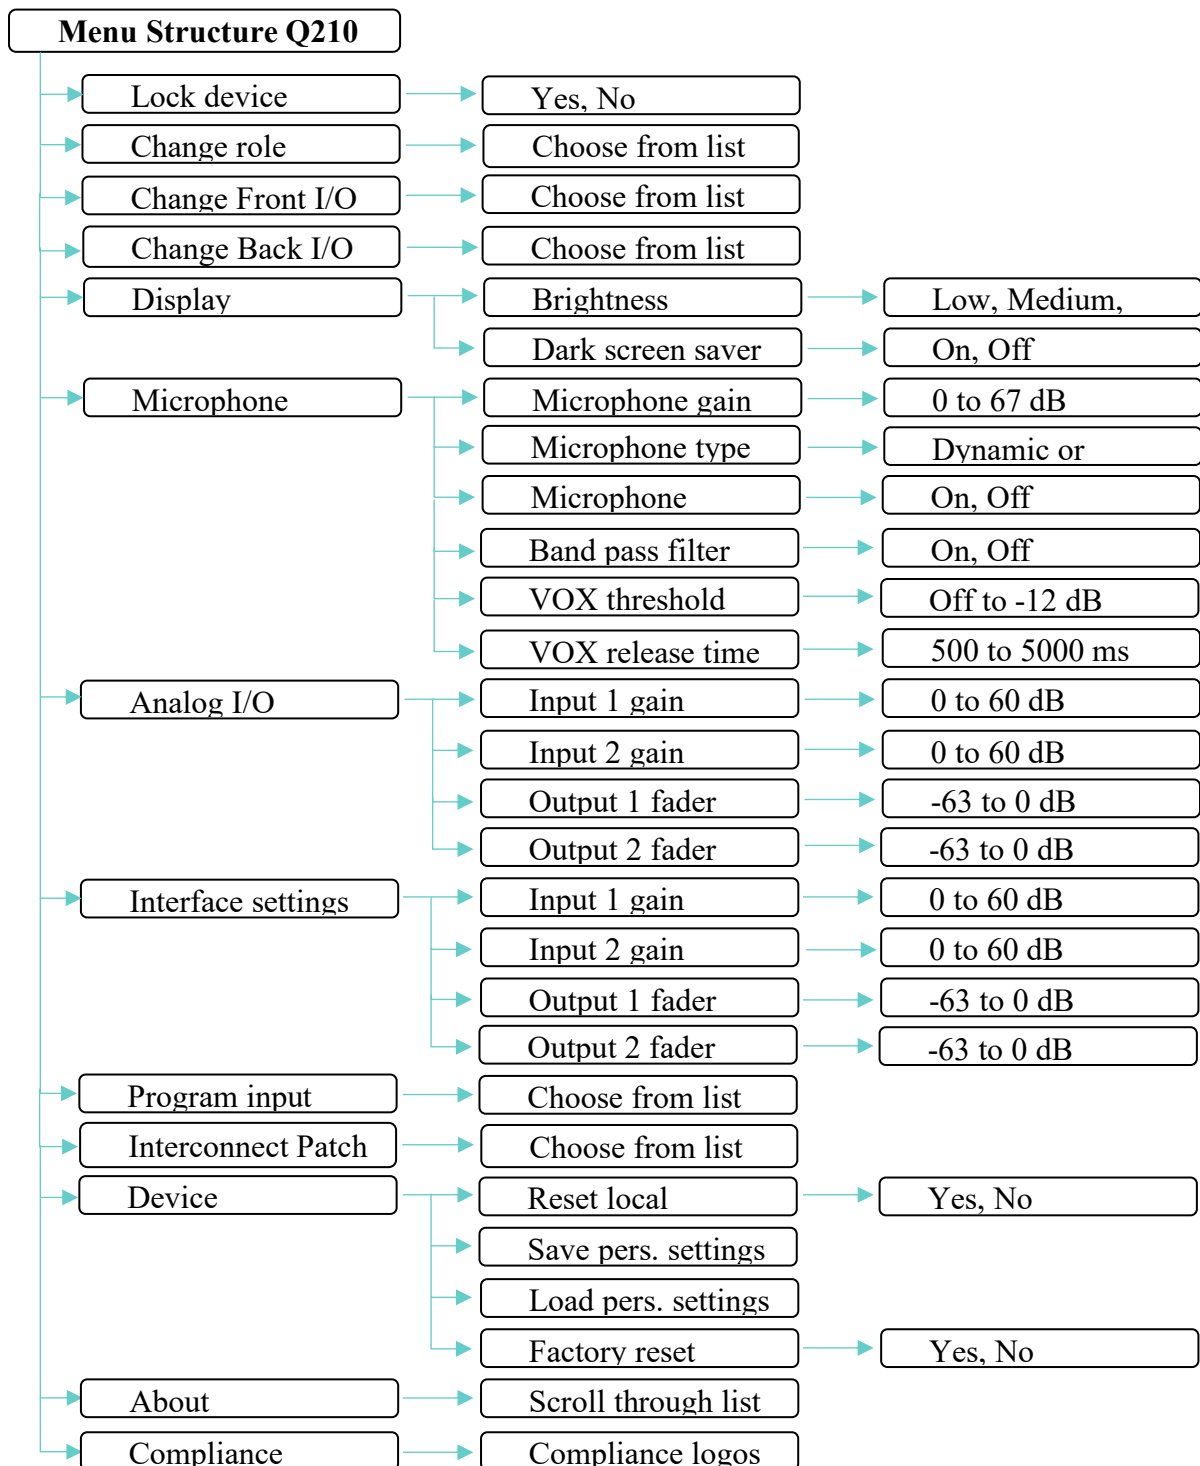 Menu Structure Q210
Lock device
Yes, No
Change role
Choose from list
Change Front I/O
Choose from list
Change Back I/O
Choose from list
Display
Brightness
Low, Medium,
Dark screen saver
On, Off
Microphone
Microphone gain
0 to 67 dB
Microphone type
Dynamic or
Microphone
On, Off
Band pass filter
On, Off
VOX threshold
Off to -12 dB
VOX release time
500 to 5000 ms
Analog I/O
Input 1 gain
0 to 60 dB
Input 2 gain
0 to 60 dB
Output 1 fader
-63 to 0 dB
Output 2 fader
-63 to 0 dB
Interface settings
Input 1 gain
0 to 60 dB
Input 2 gain
0 to 60 dB
Output 1 fader
-63 to 0 dB
Output 2 fader
-63 to 0 dB
Program input
Choose from list
Interconnect Patch
Choose from list
Device
Reset local
Yes, No
Save pers. settings
Load pers. settings
Factory reset
Yes, No
About
Scroll through list
Compliance
Compliance logos